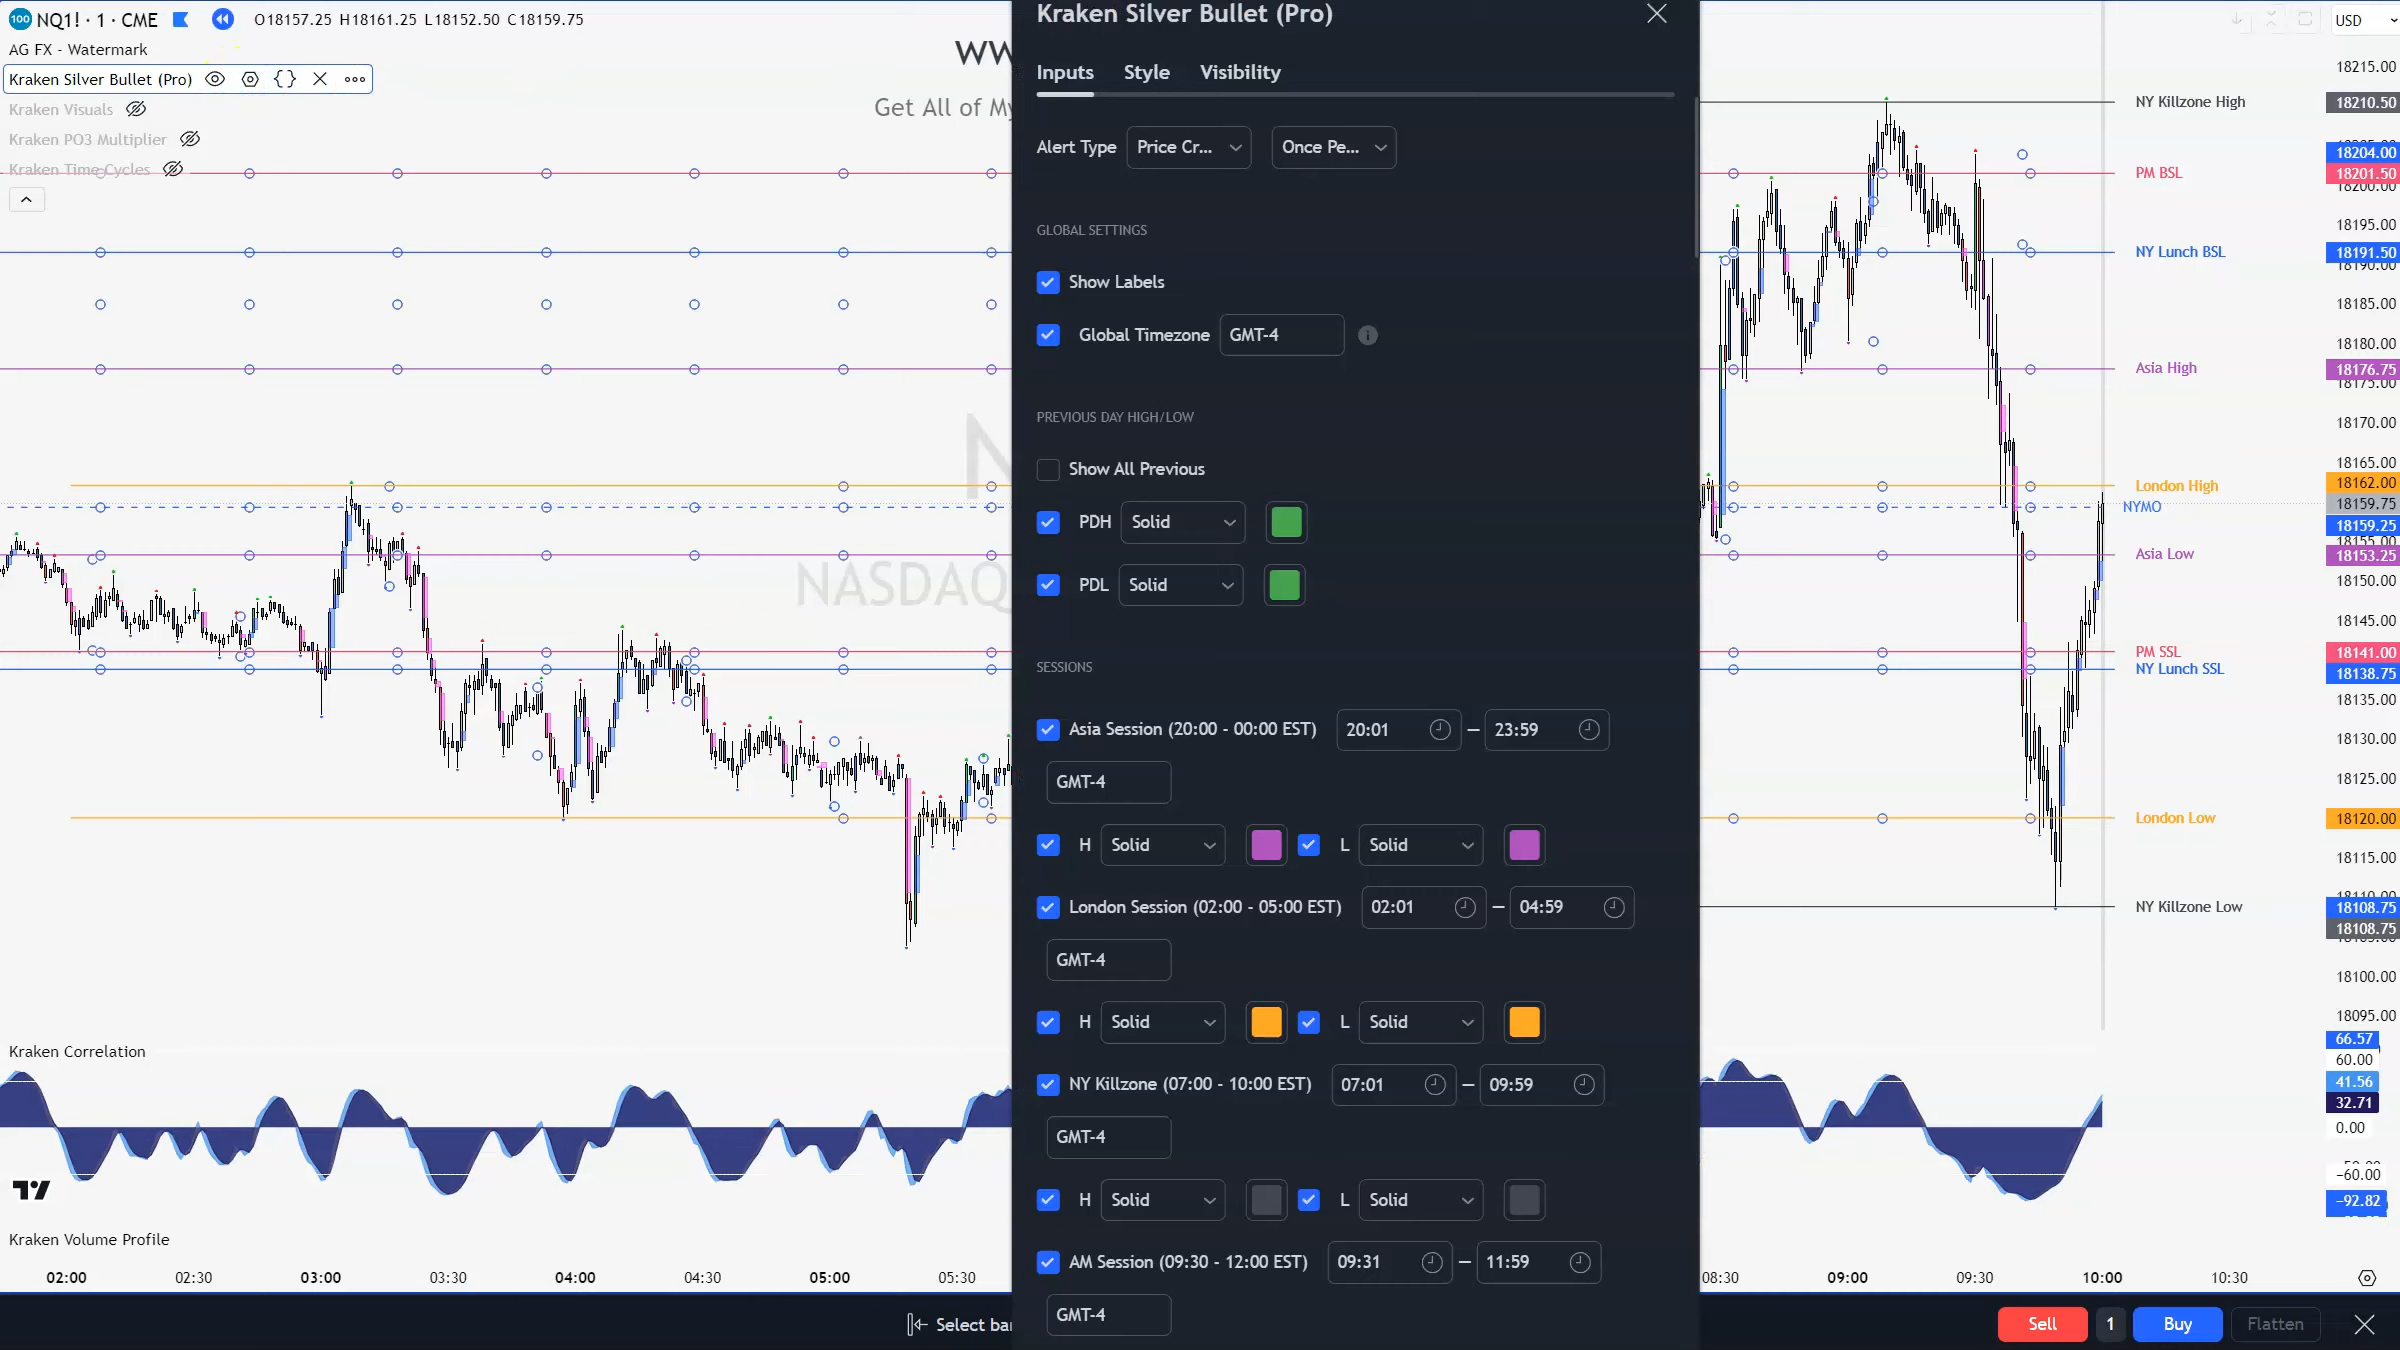 100 NQ1! · 1 · CME O18157.25 H18161.25 L18152.50 C18159.75
AG FX - Watermark
Kraken Silver Bullet (Pro)
Kraken Visuals
Kraken PO3 Multiplier
Kraken Time Cycles
Get All of My
NASDAQ
Kraken Silver Bullet (Pro)
Inputs Style Visibility
Alert Type Price Cr... Once Pe...
GLOBAL SETTINGS
Show Labels
Global Timezone GMT-4
PREVIOUS DAY HIGH/LOW
Show All Previous
PDH Solid
PDL Solid
SESSIONS
Asia Session (20:00 - 00:00 EST) 20:01 — 23:59
GMT-4
H Solid L Solid
London Session (02:00 - 05:00 EST) 02:01 — 04:59
GMT-4
H Solid L Solid
NY Killzone (07:00 - 10:00 EST) 07:01 — 09:59
GMT-4
H Solid L Solid
AM Session (09:30 - 12:00 EST) 09:31 — 11:59
GMT-4
USD
18215.00
NY Killzone High 18210.50
18204.00
PM BSL 18201.50
18200.00
18195.00
NY Lunch BSL 18191.50
18190.00
18185.00
18180.00
Asia High 18176.75
18175.00
18170.00
18165.00
London High 18162.00
18159.75
NYMO
18159.25
18155.00
Asia Low 18153.25
18150.00
18145.00
PM SSL 18141.00
NY Lunch SSL 18138.75
18135.00
18130.00
18125.00
London Low 18120.00
18115.00
18110.00
NY Killzone Low 18108.75
18108.75
18100.00
18095.00
Kraken Correlation
66.57
60.00
41.56
32.71
0.00
−60.00
−92.82
Kraken Volume Profile
02:00 02:30 03:00 03:30 04:00 04:30 05:00 05:30 08:30 09:00 09:30 10:00 10:30
Select bar
Sell 1 Buy Flatten